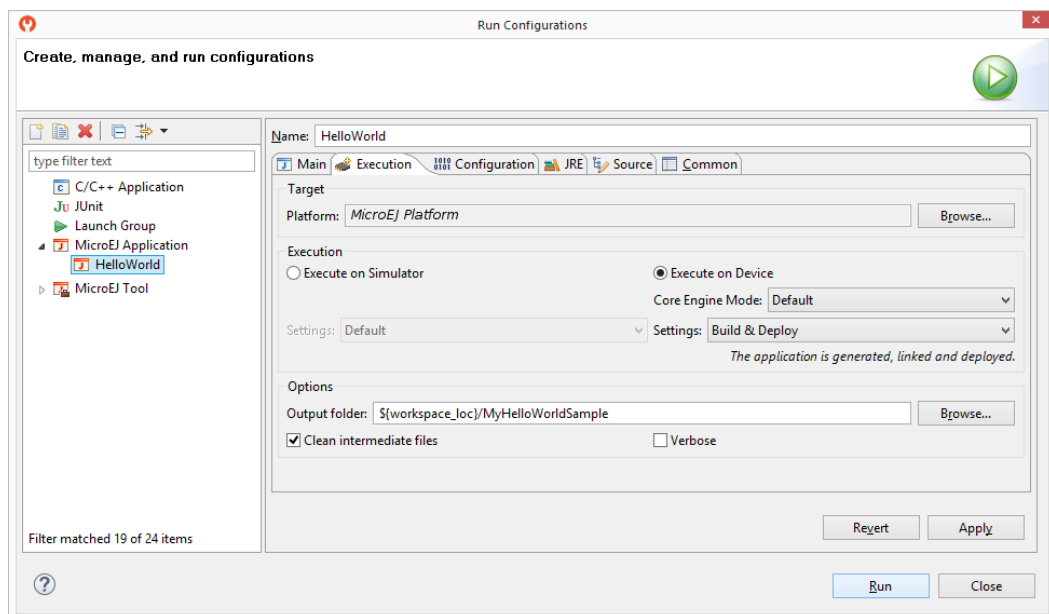 Run Configurations
Create, manage, and run configurations
type filter text
C/C++ Application
JUnit
Launch Group
MicroEJ Application
HelloWorld
MicroEJ Tool
Filter matched 19 of 24 items
Name: HelloWorld
Main Execution Configuration JRE Source Common
Target
Platform: MicroEJ Platform Browse...
Execution
Execute on Simulator Execute on Device
Core Engine Mode: Default
Settings: Default Settings: Build & Deploy
The application is generated, linked and deployed.
Options
Output folder: ${workspace_loc}/MyHelloWorldSample Browse...
Clean intermediate files Verbose
Revert Apply
Run Close